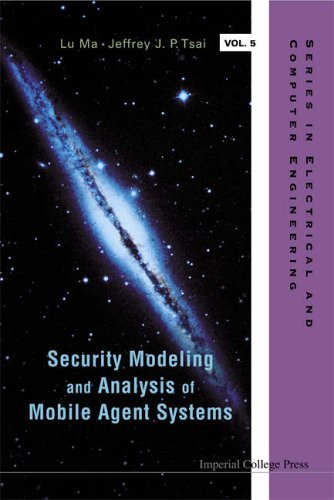 Lu Ma • Jeffrey J. P. Tsai
VOL. 5
SERIES IN ELECTRICAL AND
COMPUTER ENGINEERING
Security Modeling
and Analysis of
Mobile Agent Systems
Imperial College Press